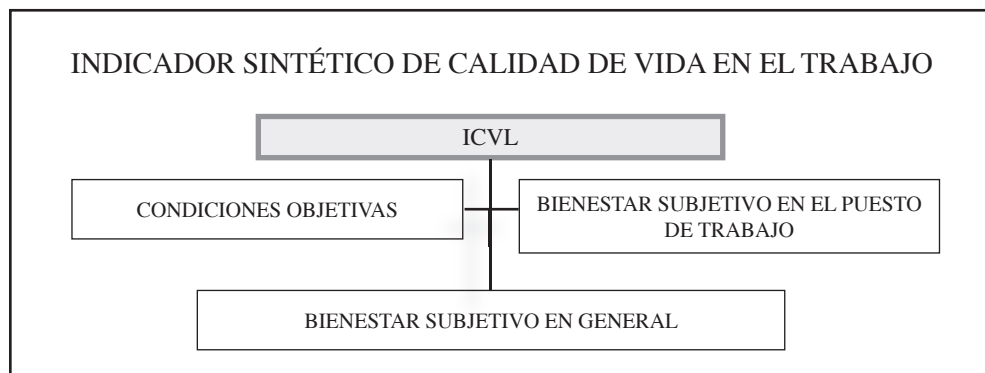 INDICADOR SINTÉTICO DE CALIDAD DE VIDA EN EL TRABAJO
ICVL
CONDICIONES OBJETIVAS
BIENESTAR SUBJETIVO EN EL PUESTO
DE TRABAJO
BIENESTAR SUBJETIVO EN GENERAL